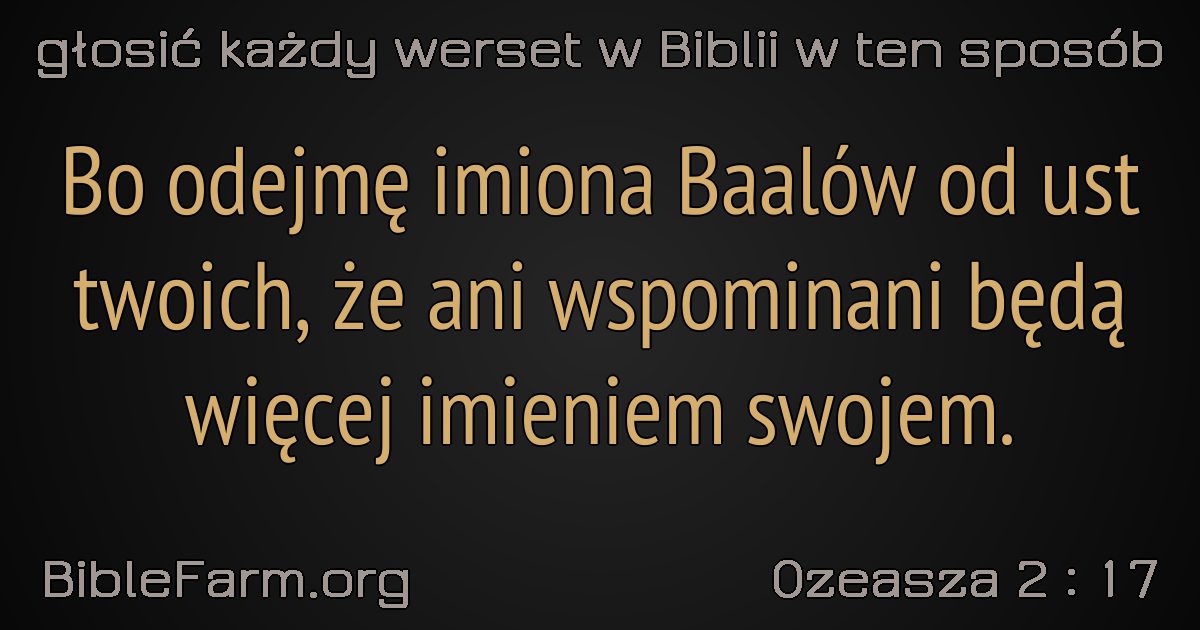 głosić każdy werset w Biblii w ten sposób
Bo odejmę imiona Baalów od ust
twoich, że ani wspominani będą
więcej imieniem swojem.
BibleFarm.org
Ozeasza 2 : 17